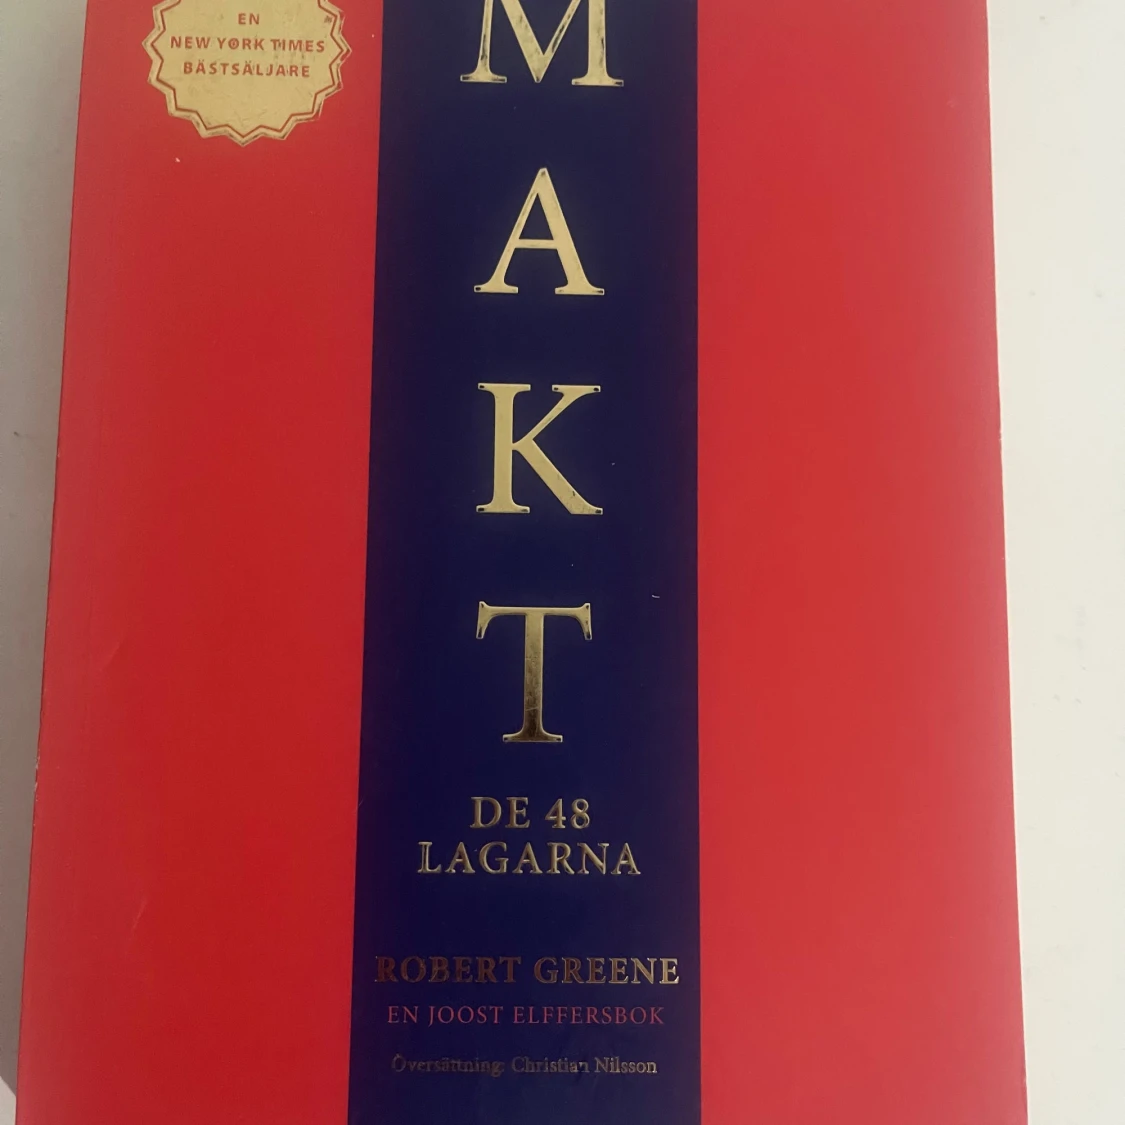 EN
NEW YORK TIMES
BÄSTSÄLJARE
M
A
K
T
DE 48
LAGARNA
ROBERT GREENE
EN JOOST ELFFERSBOK
Översättning: Christian Nilsson